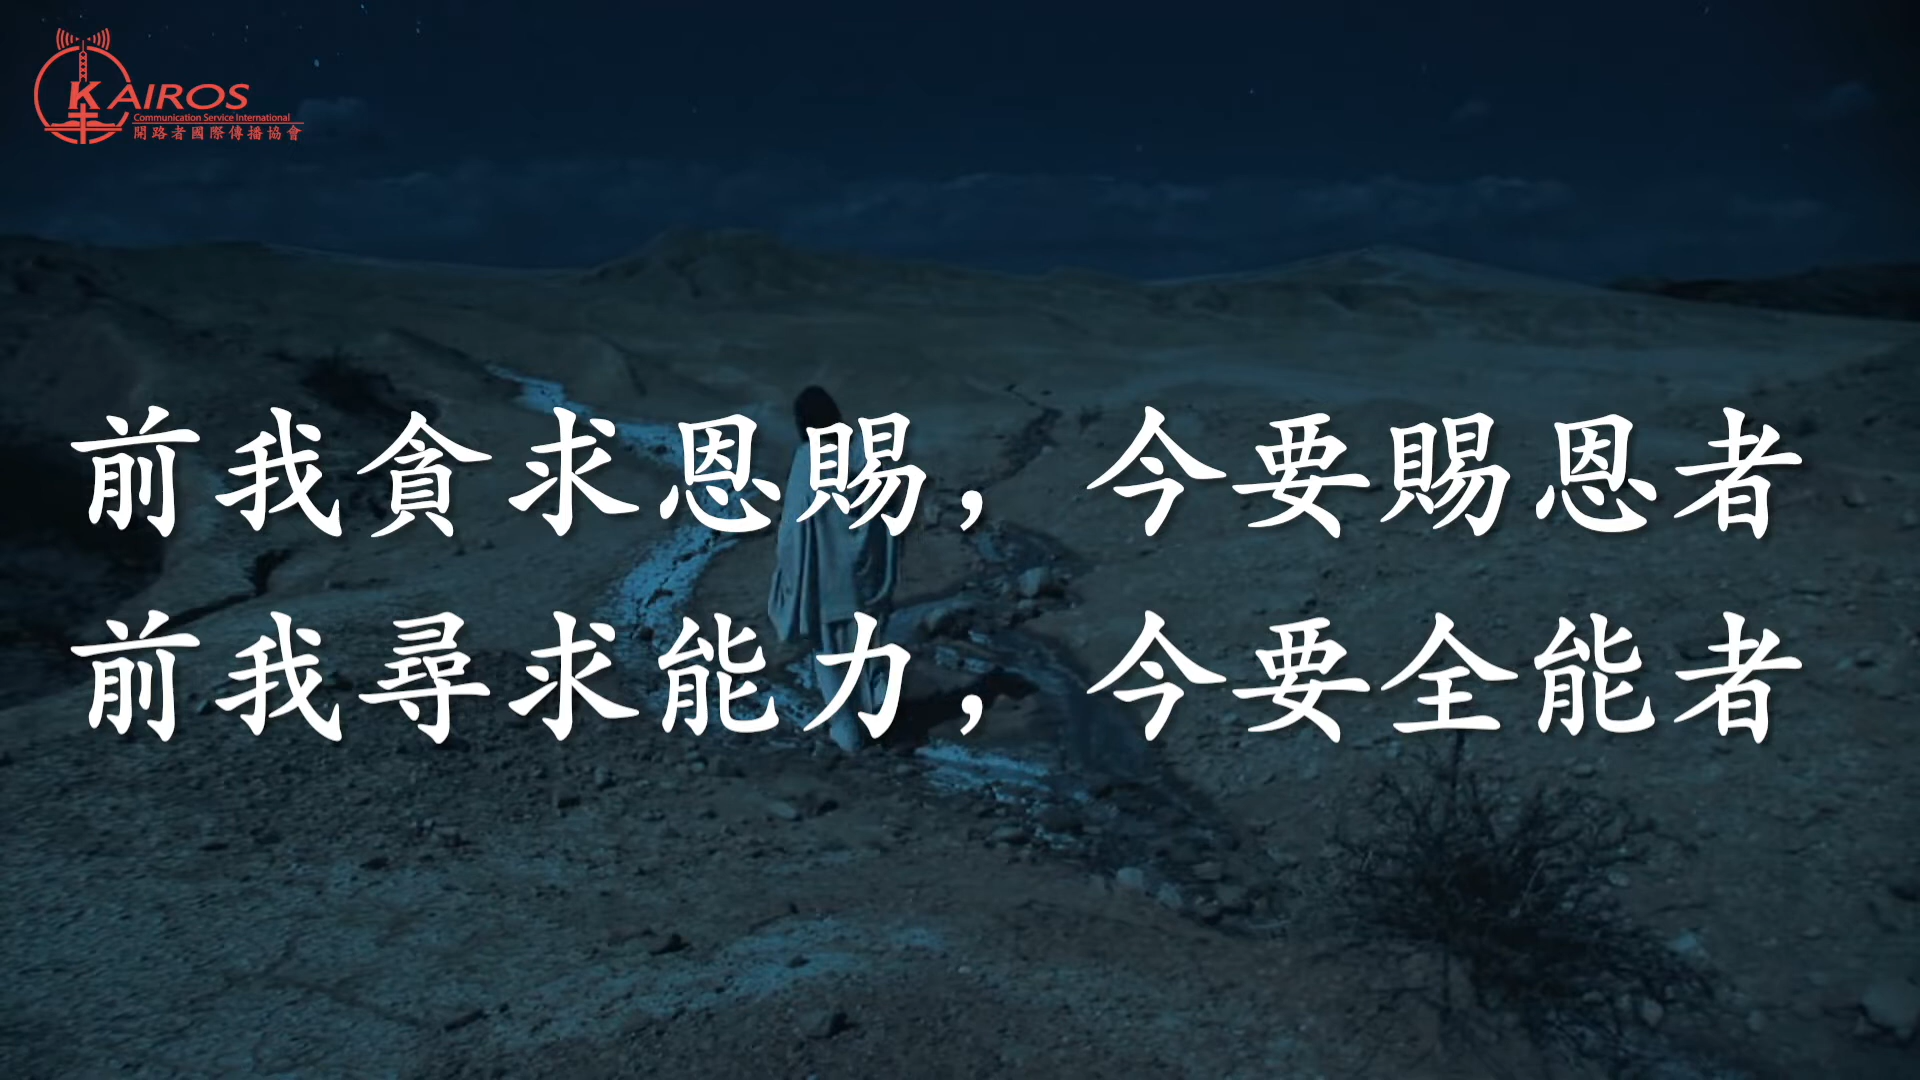 KAIROS
Communication Service International
開路者國際傳播協會
前我貪求恩賜，今要賜恩者
前我尋求能力，今要全能者